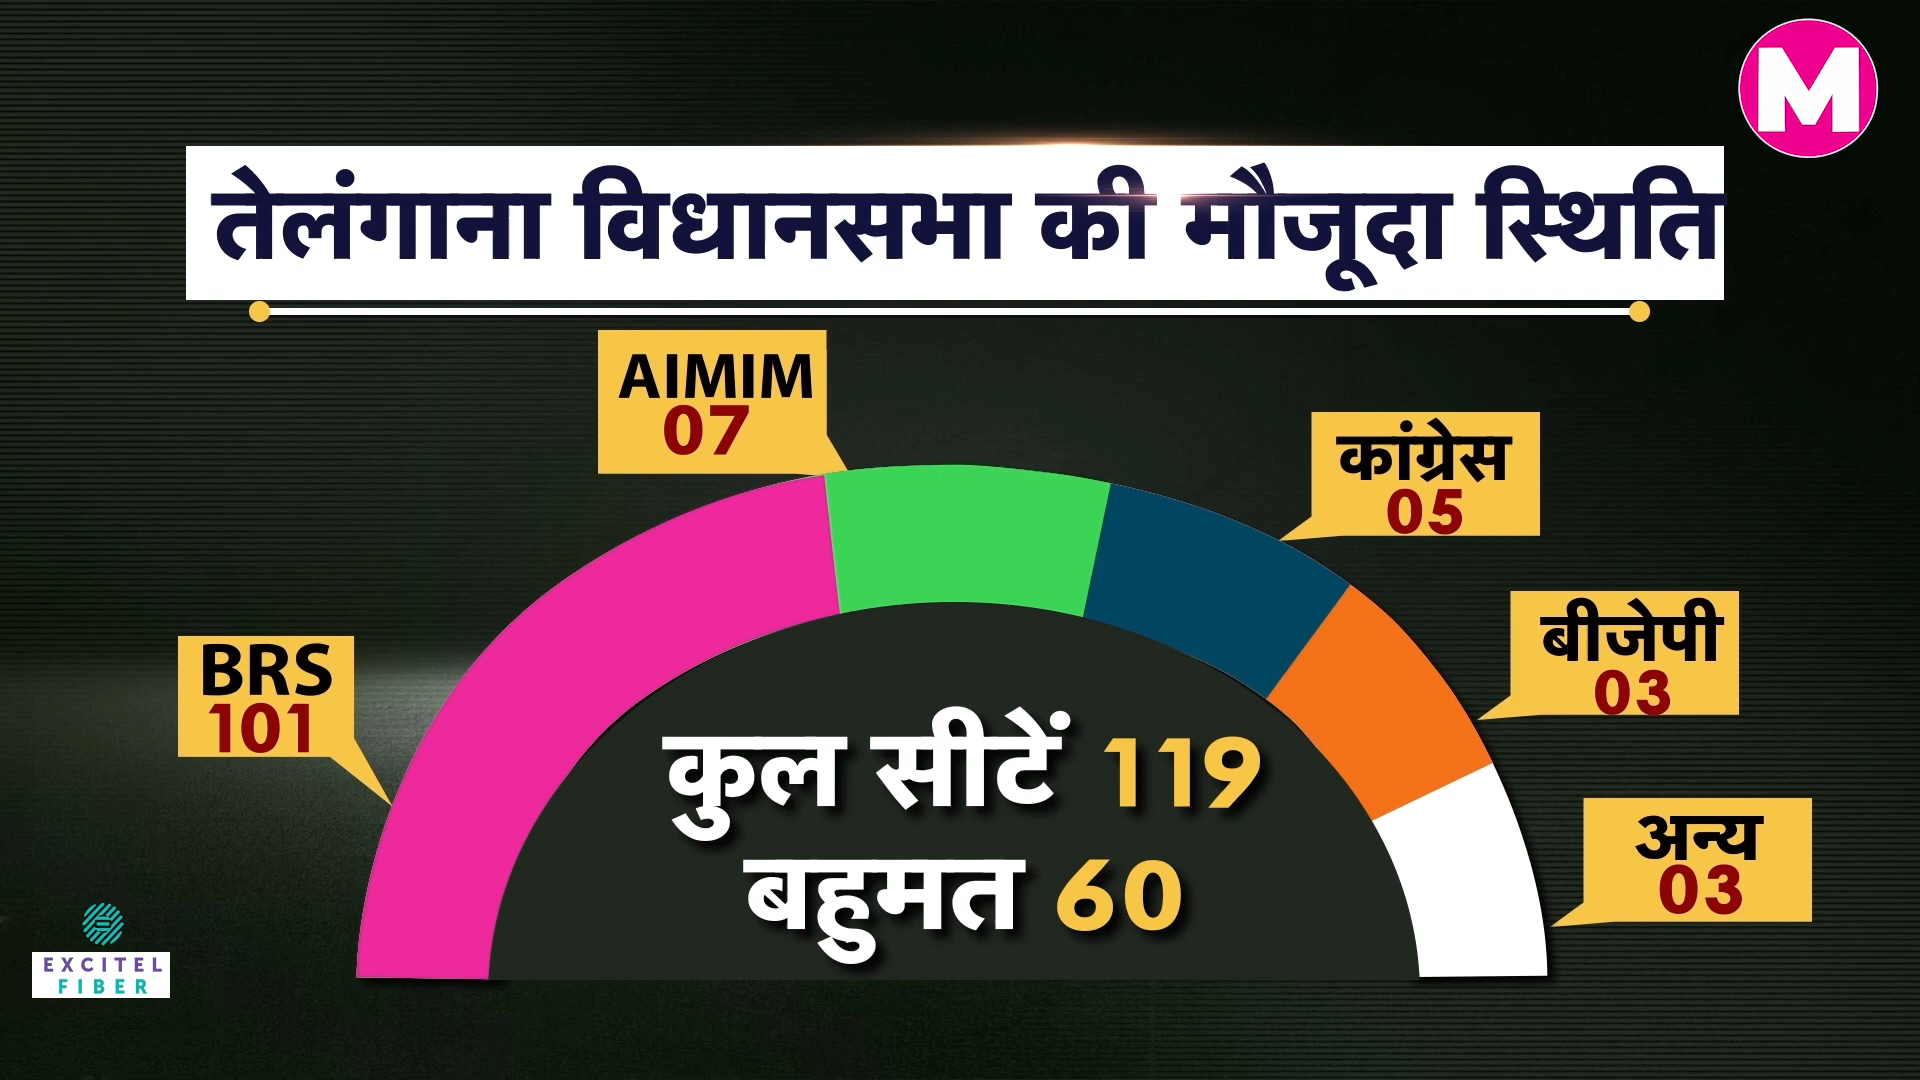 M
तेलंगाना विधानसभा की मौजूदा स्थिति
AIMIM
07
कांग्रेस
05
बीजेपी
03
BRS
101
कुल सीटें 119
बहुमत 60
अन्य
03
EXCITEL
FIBER